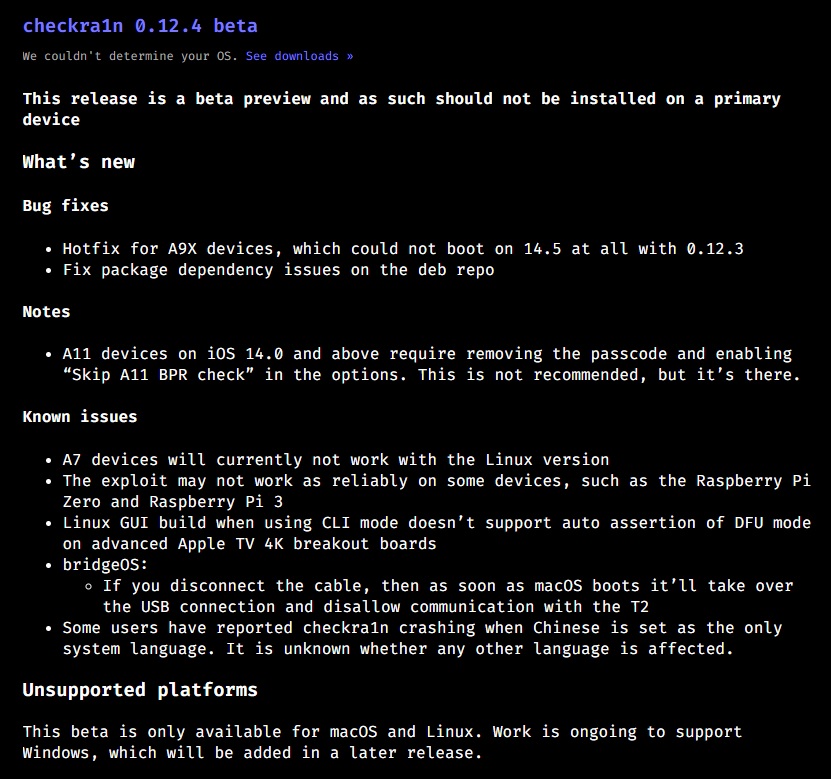 checkra1n 0.12.4 beta
We couldn't determine your OS. See downloads »
This release is a beta preview and as such should not be installed on a primary
device
What’s new
Bug fixes
• Hotfix for A9X devices, which could not boot on 14.5 at all with 0.12.3
• Fix package dependency issues on the deb repo
Notes
• A11 devices on iOS 14.0 and above require removing the passcode and enabling
“Skip A11 BPR check” in the options. This is not recommended, but it’s there.
Known issues
• A7 devices will currently not work with the Linux version
• The exploit may not work as reliably on some devices, such as the Raspberry Pi
Zero and Raspberry Pi 3
• Linux GUI build when using CLI mode doesn’t support auto assertion of DFU mode
on advanced Apple TV 4K breakout boards
• bridgeOS:
◦ If you disconnect the cable, then as soon as macOS boots it’ll take over
the USB connection and disallow communication with the T2
• Some users have reported checkra1n crashing when Chinese is set as the only
system language. It is unknown whether any other language is affected.
Unsupported platforms
This beta is only available for macOS and Linux. Work is ongoing to support
Windows, which will be added in a later release.